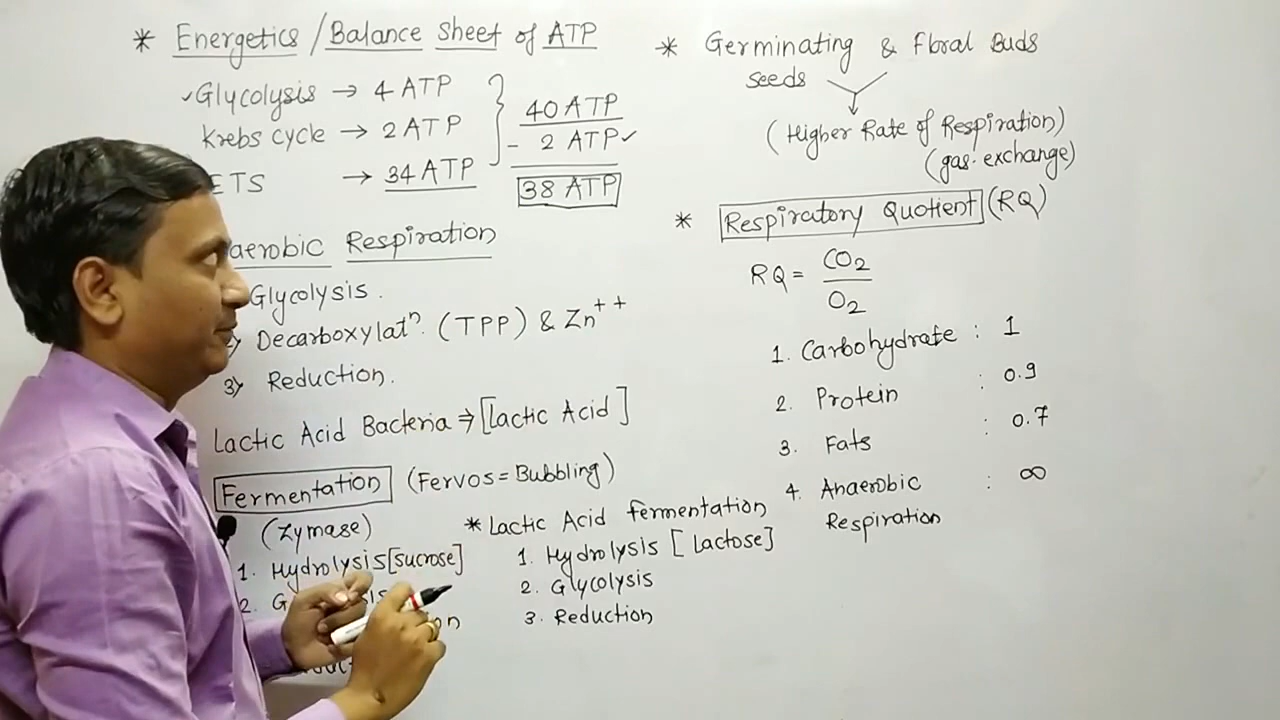 * Energetics / Balance Sheet of ATP
✓Glycolysis → 4 ATP
Krebs cycle → 2 ATP
ETS → 34 ATP
40 ATP
- 2 ATP ✓
38 ATP
aerobic Respiration
Glycolysis.
Decarboxylatⁿ. (TPP) & Zn⁺⁺
3) Reduction.
Lactic Acid Bacteria ⇒ [Lactic Acid]
Fermentation (Fervos = Bubbling)
(Zymase)
1. Hydrolysis [sucrose]
2. G
* Lactic Acid fermentation
1. Hydrolysis [Lactose]
2. Glycolysis
3. Reduction
* Germinating & Floral Buds
seeds
(Higher Rate of Respiration)
(gas. exchange)
* Respiratory Quotient (RQ)
RQ = CO₂
O₂
1. Carbohydrate : 1
2. Protein : 0.9
3. Fats : 0.7
4. Anaerobic : ∞
Respiration